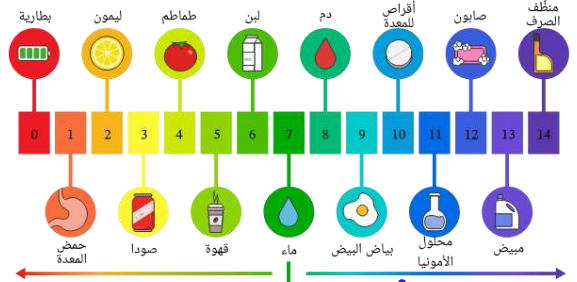 بطارية
ليمون
طماطم
لبن
دم
أقراص
للمعدة
صابون
منظّف
الصرف
0 1 2 3 4 5 6 7 8 9 10 11 12 13 14
حمض
المعدة
صودا
قهوة
ماء
بياض البيض
محلول
الأمونيا
مبيض